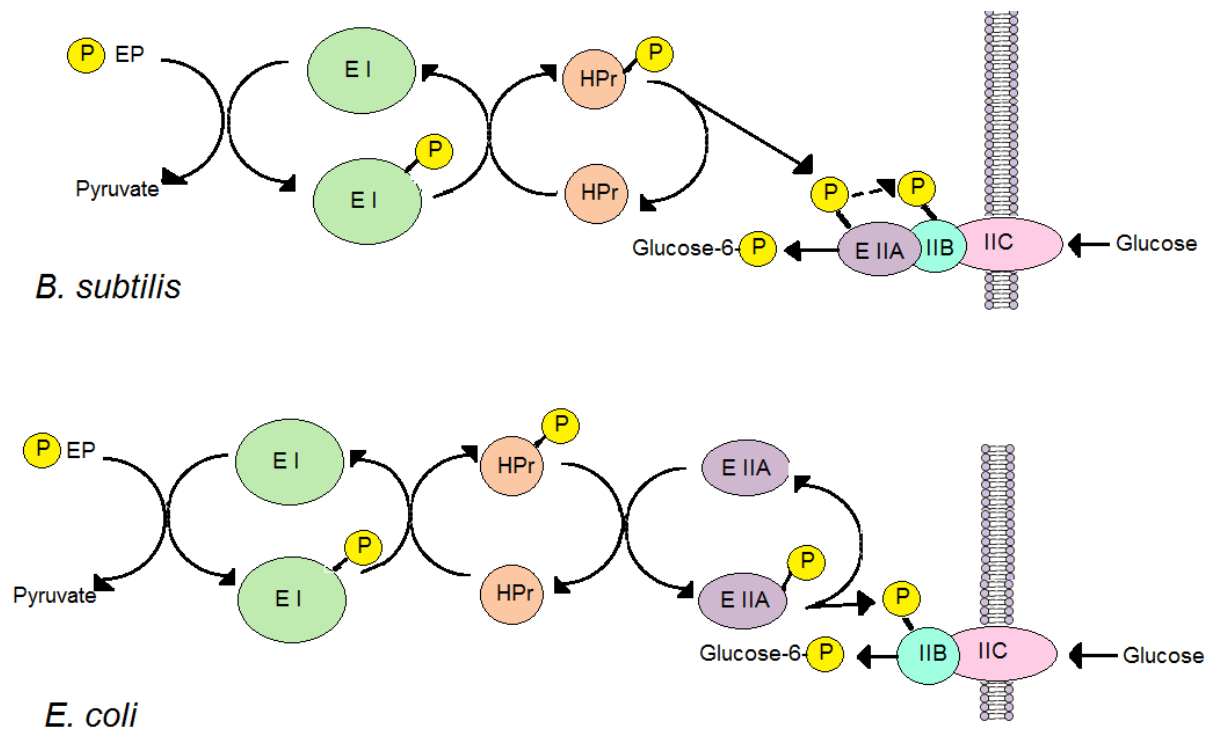 P EP
E I
HPr
P
P
E I
HPr
Pyruvate
P
P
Glucose-6-P
E IIA
IIB
IIC
Glucose
B. subtilis
P EP
E I
HPr
P
E IIA
P
E I
HPr
P
E IIA
Pyruvate
P
Glucose-6-P
IIB
IIC
Glucose
E. coli